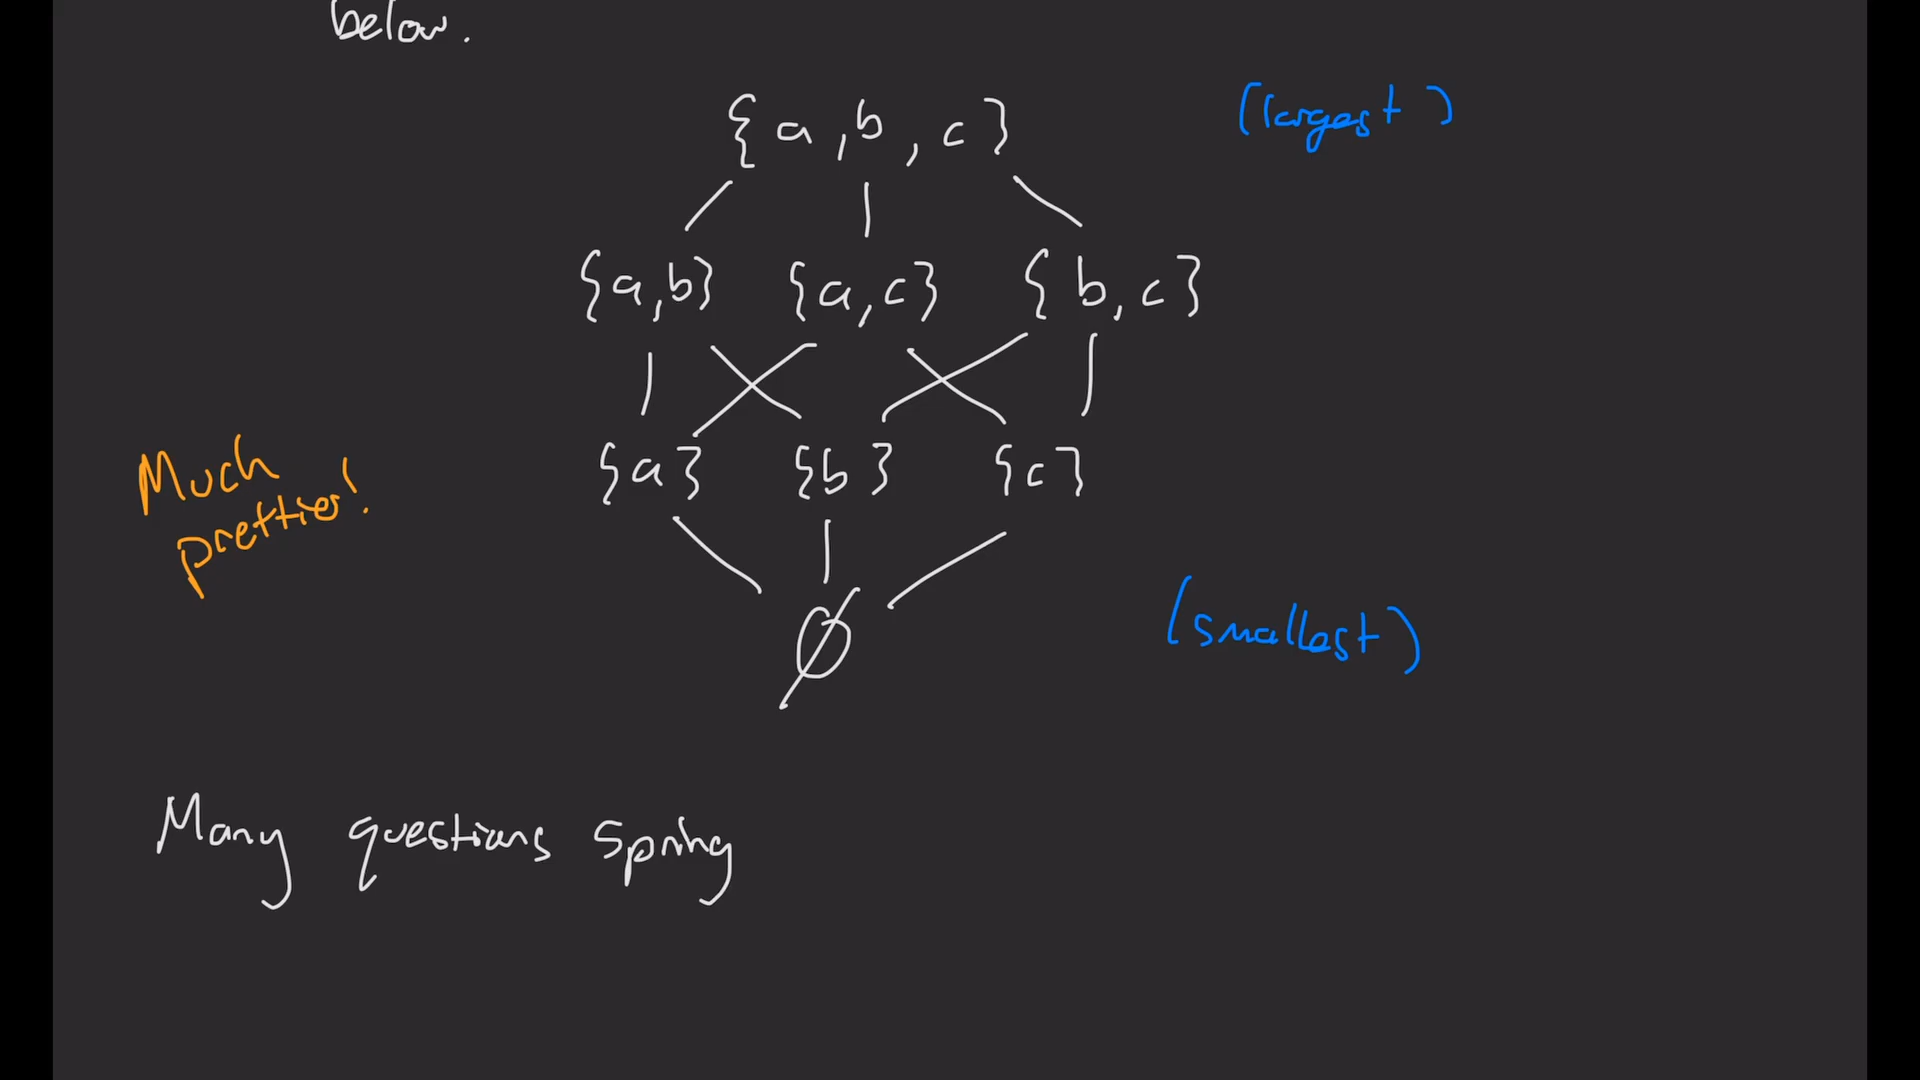 below.
{a,b,c} (largest)
{a,b} {a,c} {b,c}
{a} {b} {c}
Much
prettier!
∅ (smallest)
Many questions spring